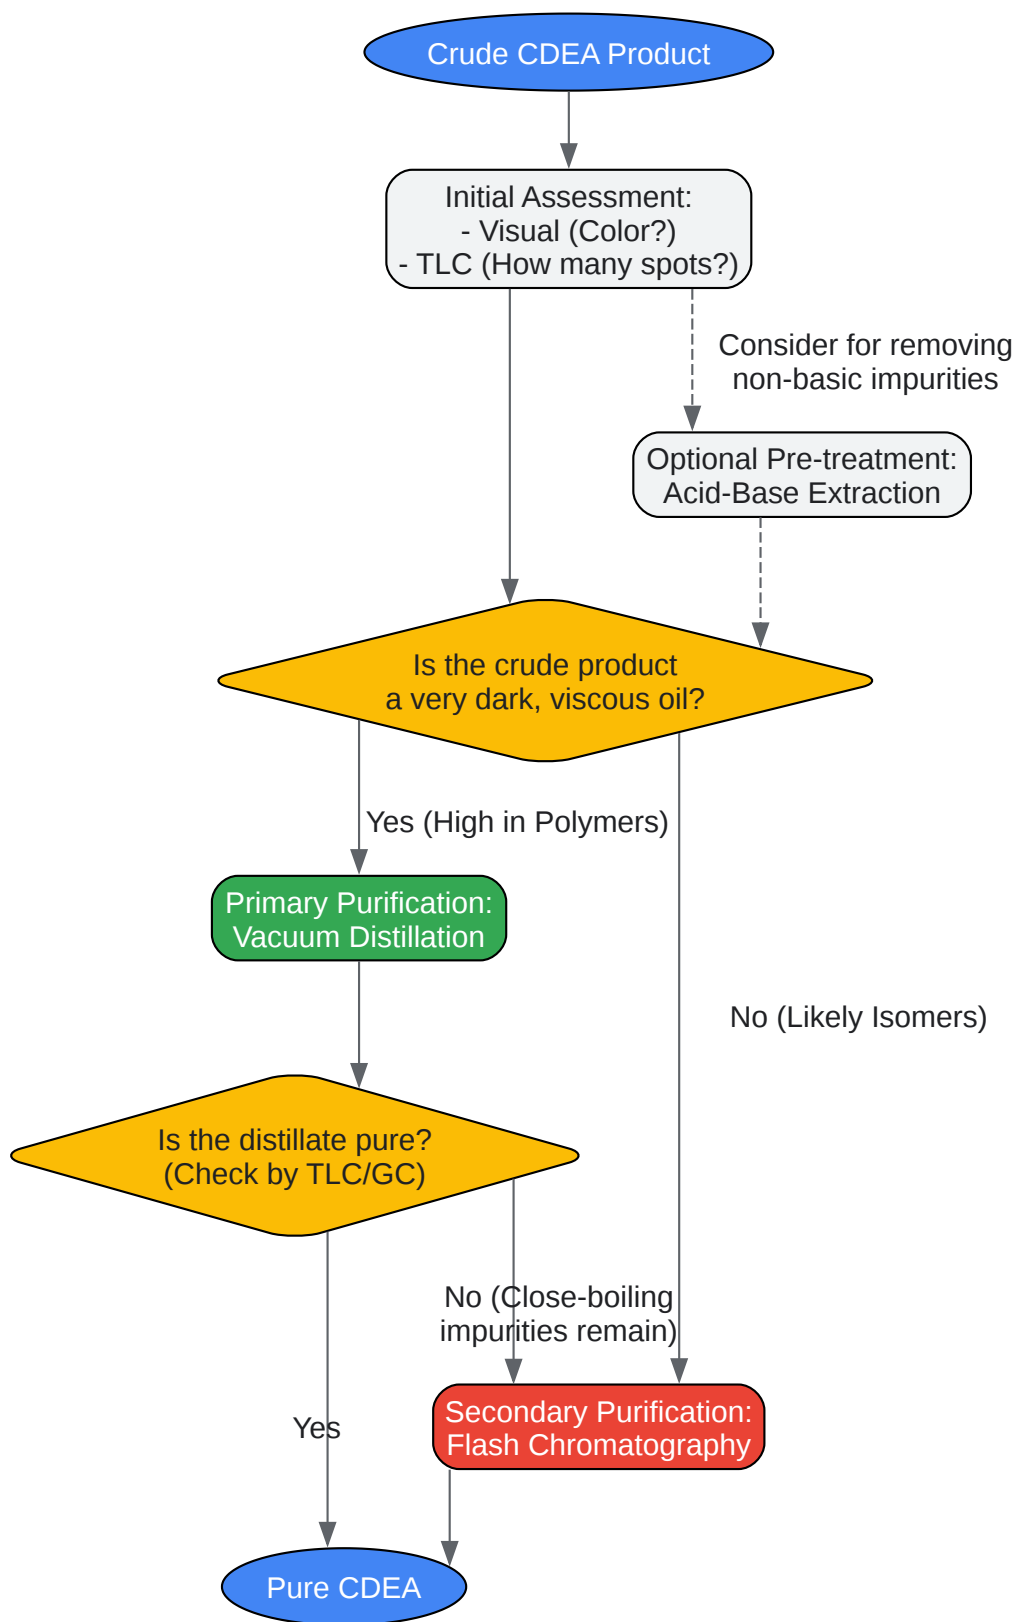 Crude CDEA Product
Initial Assessment:
- Visual (Color?)
- TLC (How many spots?)
Consider for removing
non-basic impurities
Optional Pre-treatment:
Acid-Base Extraction
Is the crude product
a very dark, viscous oil?
Yes (High in Polymers)
Primary Purification:
Vacuum Distillation
No (Likely Isomers)
Is the distillate pure?
(Check by TLC/GC)
No (Close-boiling
impurities remain)
Yes
Secondary Purification:
Flash Chromatography
Pure CDEA